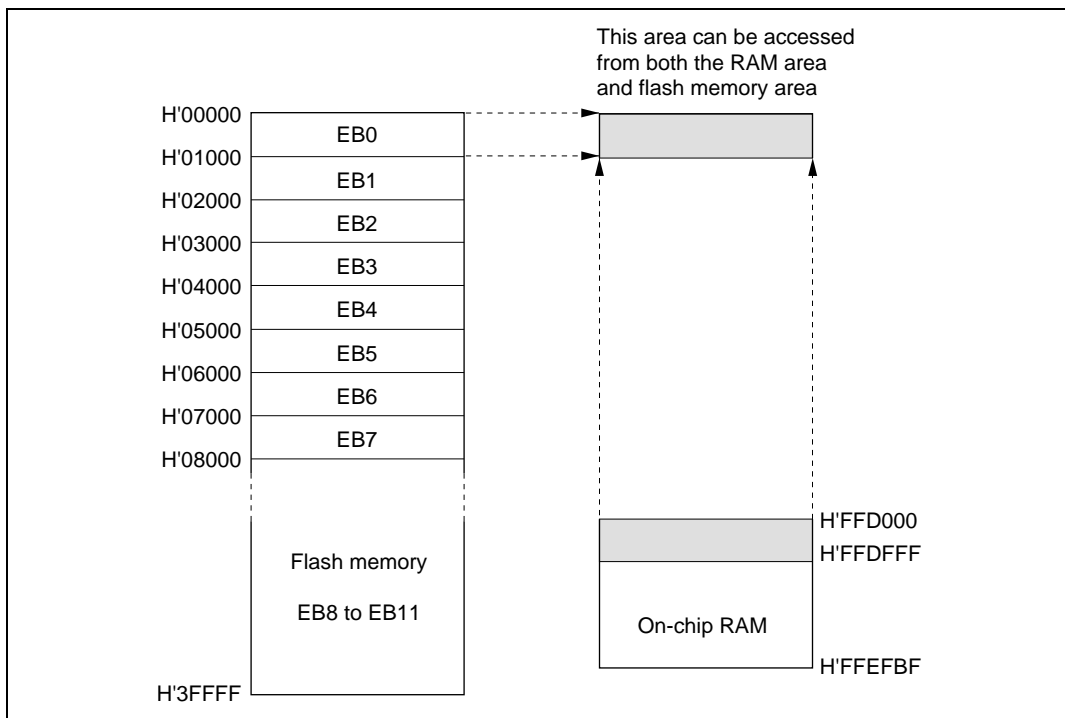 This area can be accessed
from both the RAM area
and flash memory area
H'00000
EB0
H'01000
EB1
H'02000
EB2
H'03000
EB3
H'04000
EB4
H'05000
EB5
H'06000
EB6
H'07000
EB7
H'08000
Flash memory
EB8 to EB11
H'3FFFF
H'FFD000
H'FFDFFF
On-chip RAM
H'FFEFBF